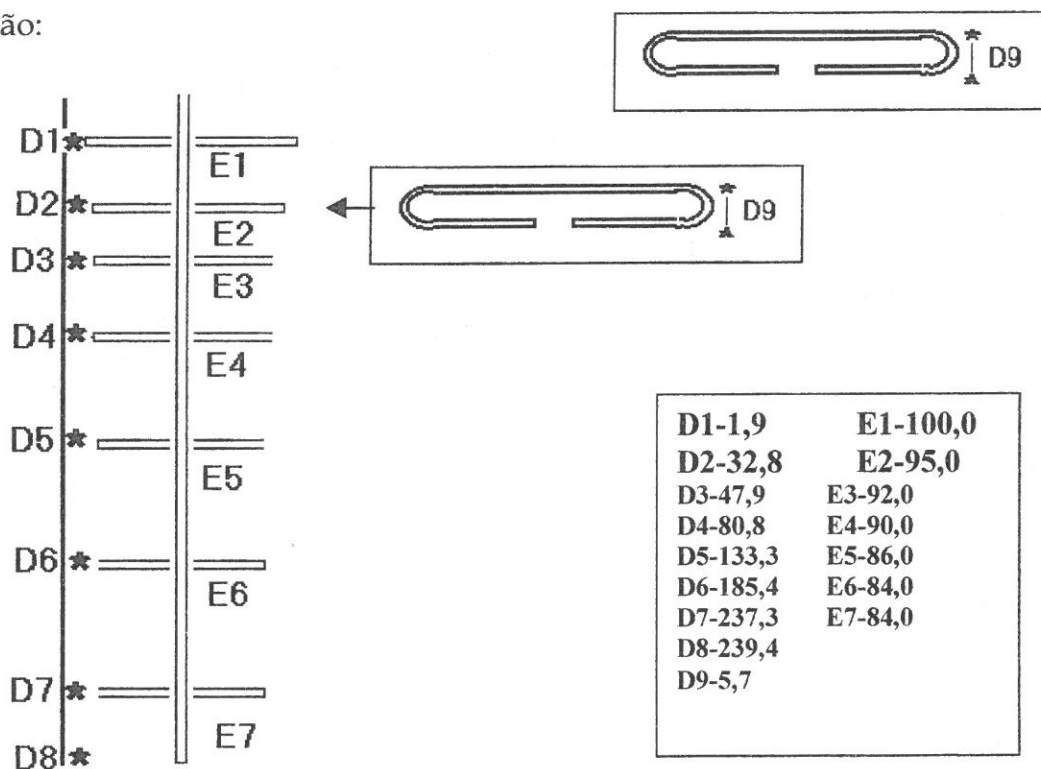 ão:
D9
D1 E1
D2 E2
D9
D3 E3
D4 E4
D5 E5
D6 E6
D7 E7
D8
D1-1,9 E1-100,0
D2-32,8 E2-95,0
D3-47,9 E3-92,0
D4-80,8 E4-90,0
D5-133,3 E5-86,0
D6-185,4 E6-84,0
D7-237,3 E7-84,0
D8-239,4
D9-5,7